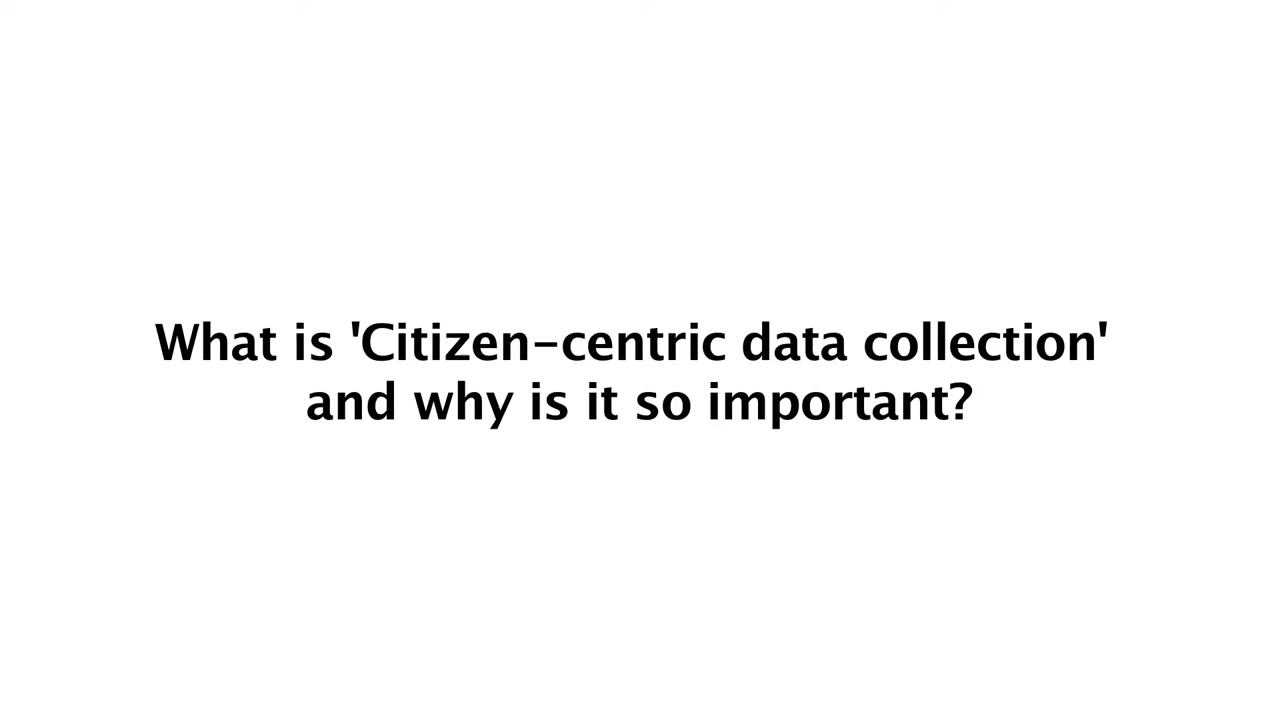 What is 'Citizen-centric data collection'
and why is it so important?